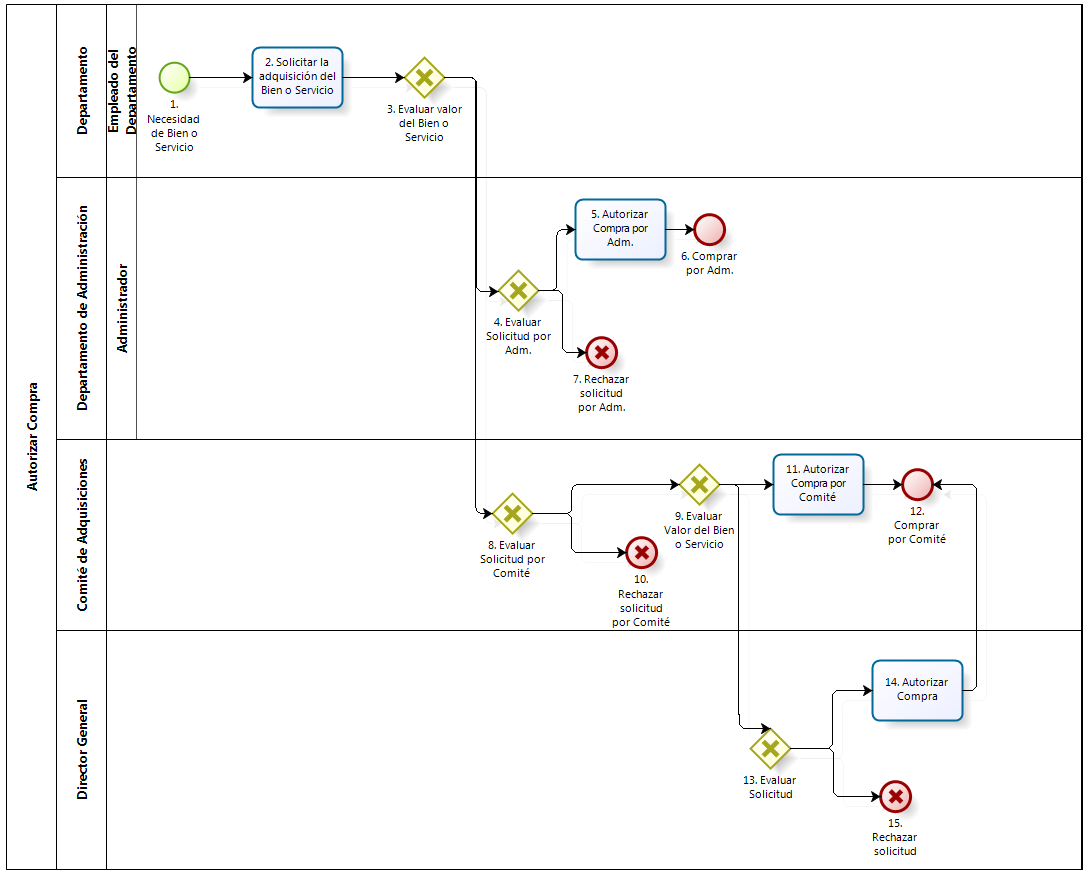 Autorizar Compra
Departamento
Empleado del
Departamento
1.
Necesidad
de Bien o
Servicio
2. Solicitar la
adquisición del
Bien o Servicio
3. Evaluar valor
del Bien o
Servicio
Departamento de Administración
Administrador
4. Evaluar
Solicitud por
Adm.
5. Autorizar
Compra por
Adm.
6. Comprar
por Adm.
7. Rechazar
solicitud
por Adm.
Comité de Adquisiciones
8. Evaluar
Solicitud por
Comité
9. Evaluar
Valor del Bien
o Servicio
10.
Rechazar
solicitud
por Comité
11. Autorizar
Compra por
Comité
12.
Comprar
por Comité
Director General
13. Evaluar
Solicitud
14. Autorizar
Compra
15.
Rechazar
solicitud